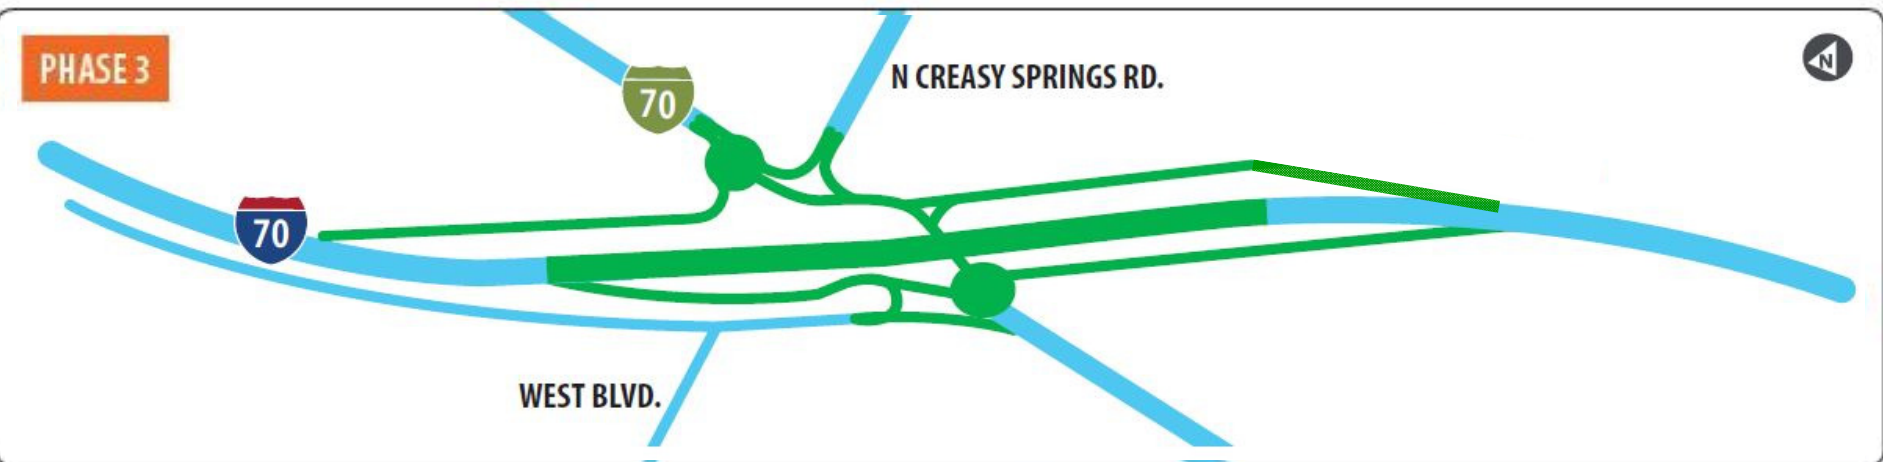 PHASE 3
N CREASY SPRINGS RD.
N
70
70
WEST BLVD.